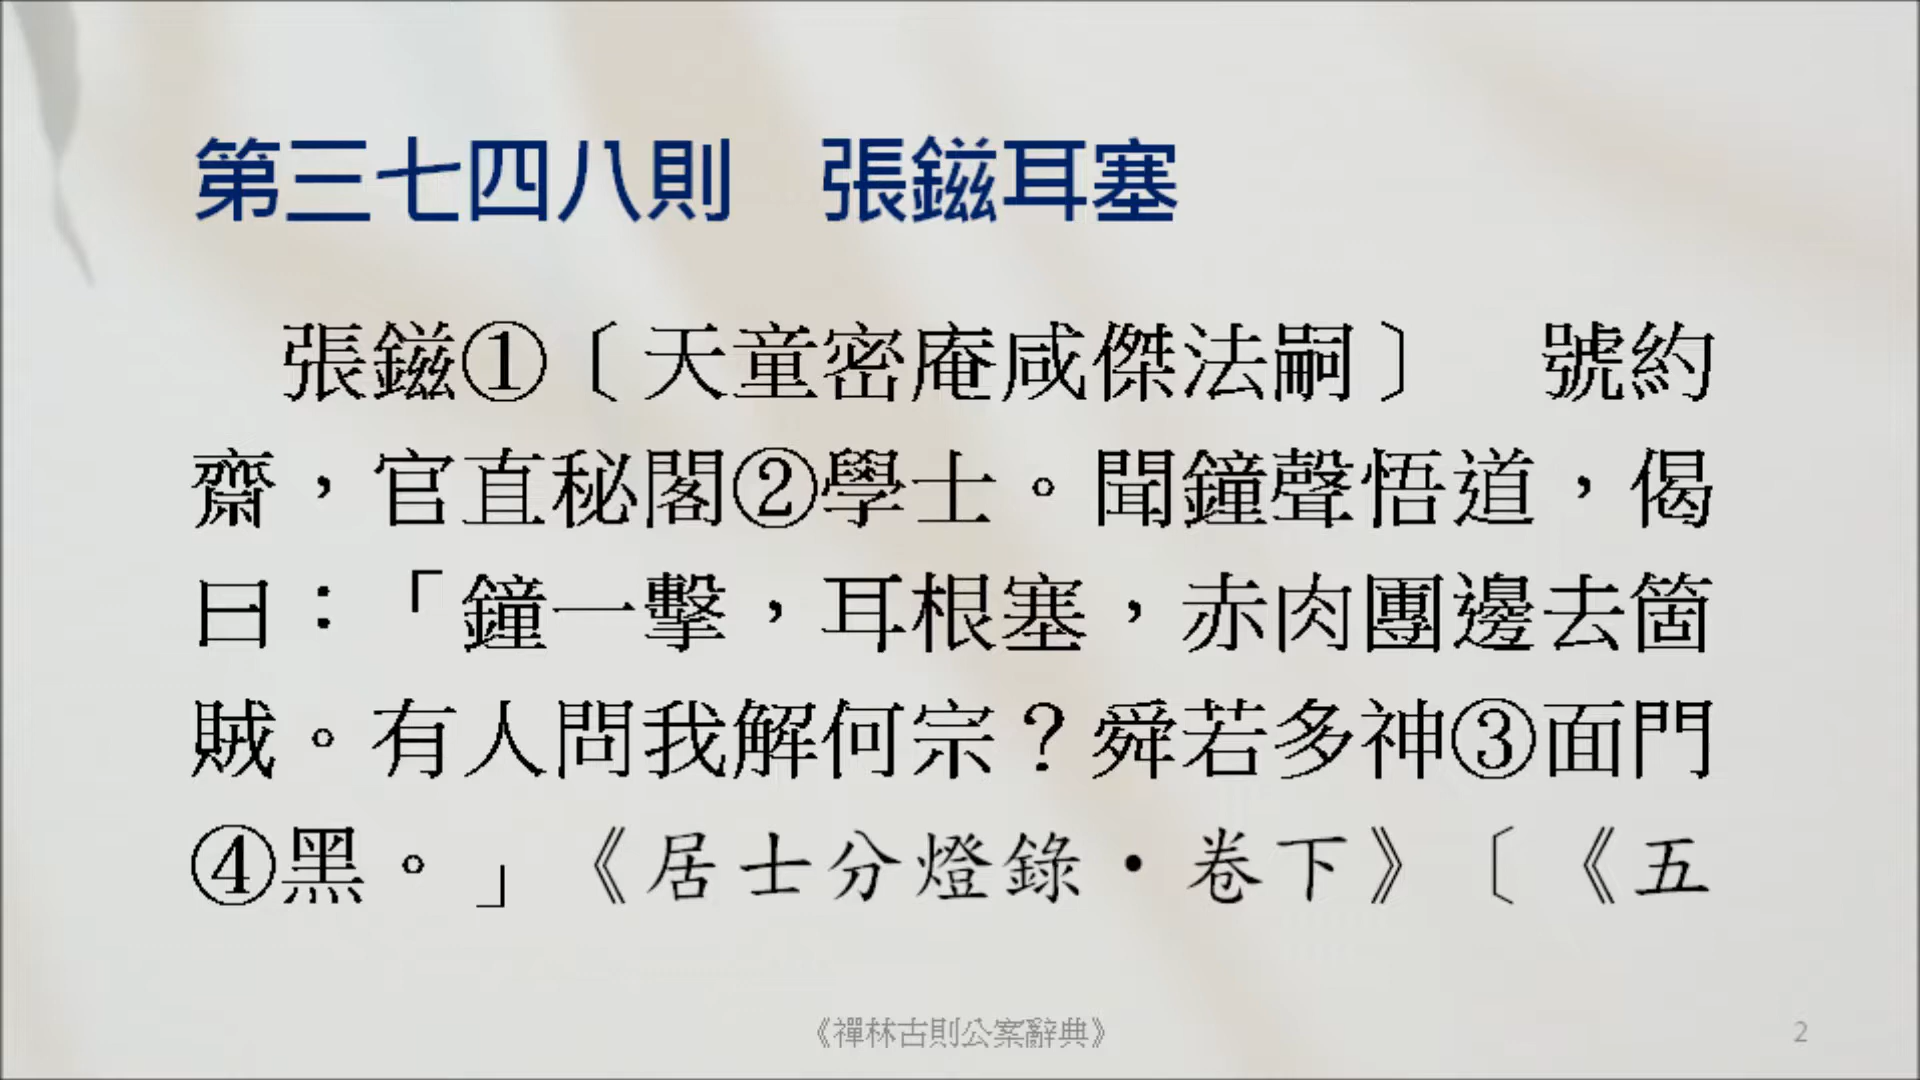 第三七四八則　張鎡耳塞
張鎡①〔天童密庵咸傑法嗣〕　號約
齋，官直秘閣②學士。聞鐘聲悟道，偈
曰：「鐘一擊，耳根塞，赤肉團邊去箇
賊。有人問我解何宗？舜若多神③面門
④黑。」《居士分燈錄・卷下》〔《五
《禪林古則公案辭典》
2